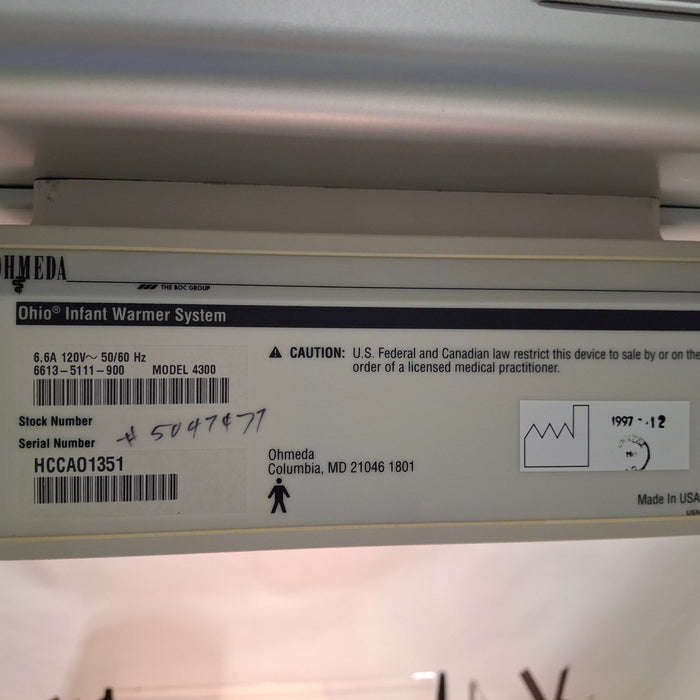 OHMEDA
THE BOC GROUP
Ohio® Infant Warmer System
6.6A 120V~ 50/60 Hz
6613-5111-900 MODEL 4300
Stock Number
Serial Number
HCCA01351
⚠ CAUTION: U.S. Federal and Canadian law restrict this device to sale by or on the
order of a licensed medical practitioner.
Ohmeda
Columbia, MD 21046 1801
1997-12
Made in USA